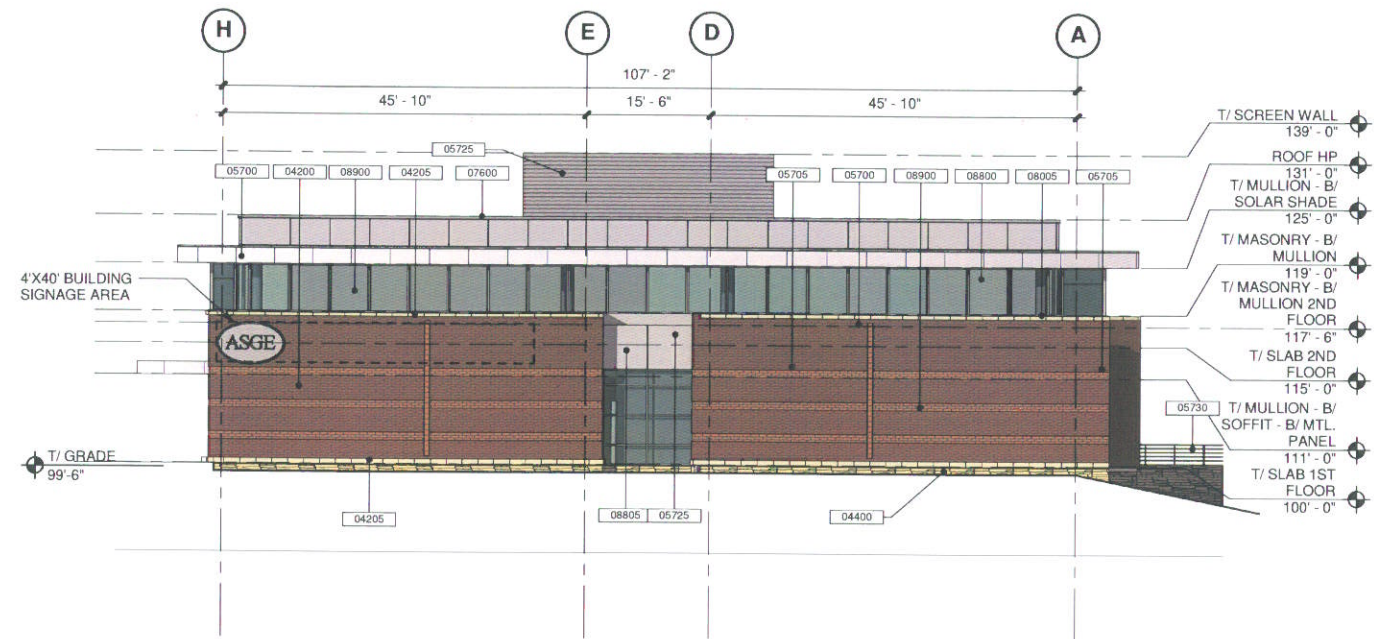 H
E
D
A
107' - 2"
45' - 10"
15' - 6"
45' - 10"
T/ SCREEN WALL
139' - 0"
05725
ROOF HP
131' - 0"
05700
04200
08900
04205
07600
05705
05700
08900
08800
08005
05705
T/ MULLION - B/
SOLAR SHADE
125' - 0"
T/ MASONRY - B/
MULLION
119' - 0"
4'X40' BUILDING
SIGNAGE AREA
T/ MASONRY - B/
MULLION 2ND
FLOOR
117' - 6"
ASGE
T/ SLAB 2ND
FLOOR
115' - 0"
05730
T/ MULLION - B/
SOFFIT - B/ MTL.
PANEL
111' - 0"
T/ GRADE
99'-6"
T/ SLAB 1ST
FLOOR
100' - 0"
04205
08805
05725
04400